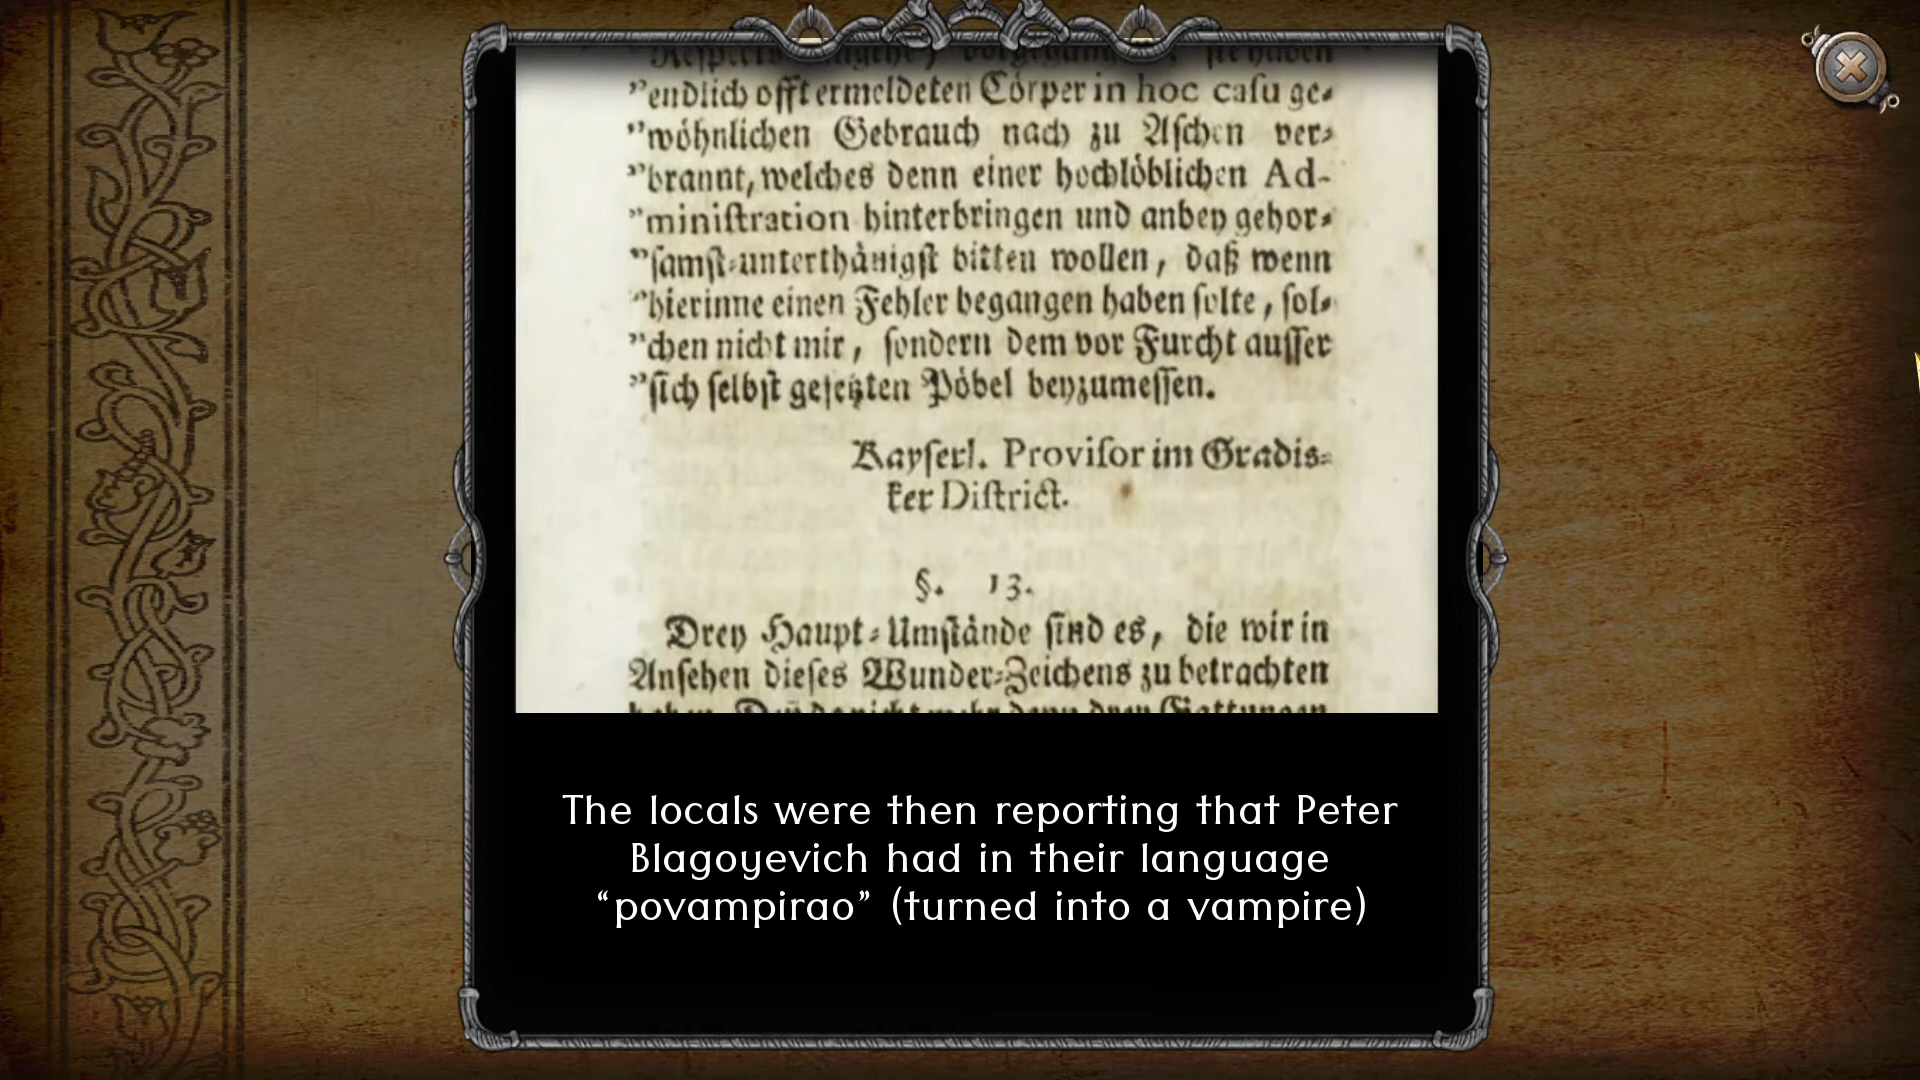 ”endlich offt ermeldeten Cörper in hoc casu ge-
”wöhnlichen Gebrauch nach zu Aschen ver-
”brannt, welches denn einer hochlöblichen Ad-
”ministration hinterbringen und anbey gehor-
”samst-unterthänigst bitten wollen, daß wenn
”hierinne einen Fehler begangen haben solte, sol-
”chen nicht mir, sondern dem vor Furcht ausser
”sich selbst gesetzten Pöbel beyzumessen.
Kayserl. Provisor im Gradis-
ker District.
§. 13.
Drey Haupt-Umstände sind es, die wir in
Ansehen dieses Wunder-Zeichens zu betrachten
The locals were then reporting that Peter
Blagoyevich had in their language
“povampirao” (turned into a vampire)